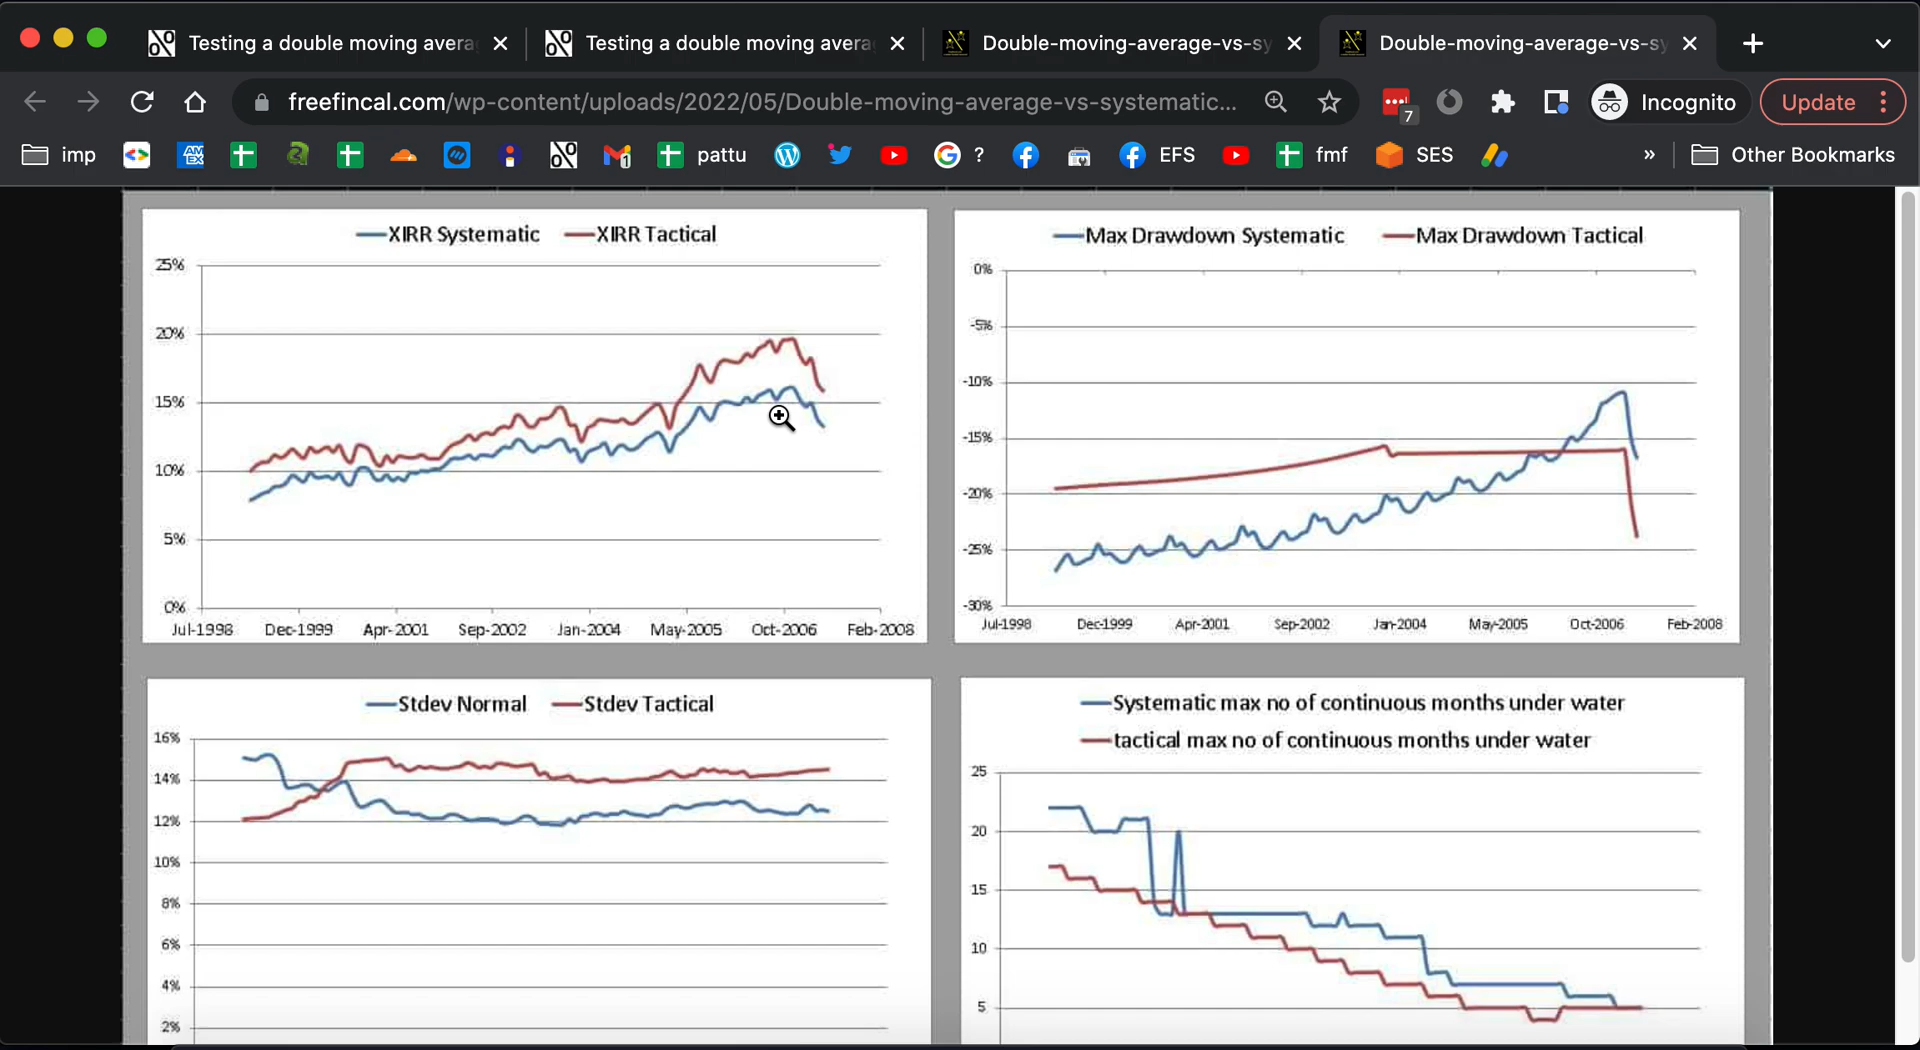 Testing a double moving avera
Testing a double moving avera
Double-moving-average-vs-sy
Double-moving-average-vs-sy
freefincal.com/wp-content/uploads/2022/05/Double-moving-average-vs-systematic...
7
Incognito
Update
imp
AM
EX
1
pattu
?
EFS
fmf
SES
»
Other Bookmarks
XIRR Systematic XIRR Tactical
25%
20%
15%
10%
5%
0%
Jul-1998 Dec-1999 Apr-2001 Sep-2002 Jan-2004 May-2005 Oct-2006 Feb-2008
Max Drawdown Systematic Max Drawdown Tactical
0%
-5%
-10%
-15%
-20%
-25%
-30%
Jul-1998 Dec-1999 Apr-2001 Sep-2002 Jan-2004 May-2005 Oct-2006 Feb-2008
Stdev Normal Stdev Tactical
16%
14%
12%
10%
8%
6%
4%
2%
Systematic max no of continuous months under water
tactical max no of continuous months under water
25
20
15
10
5